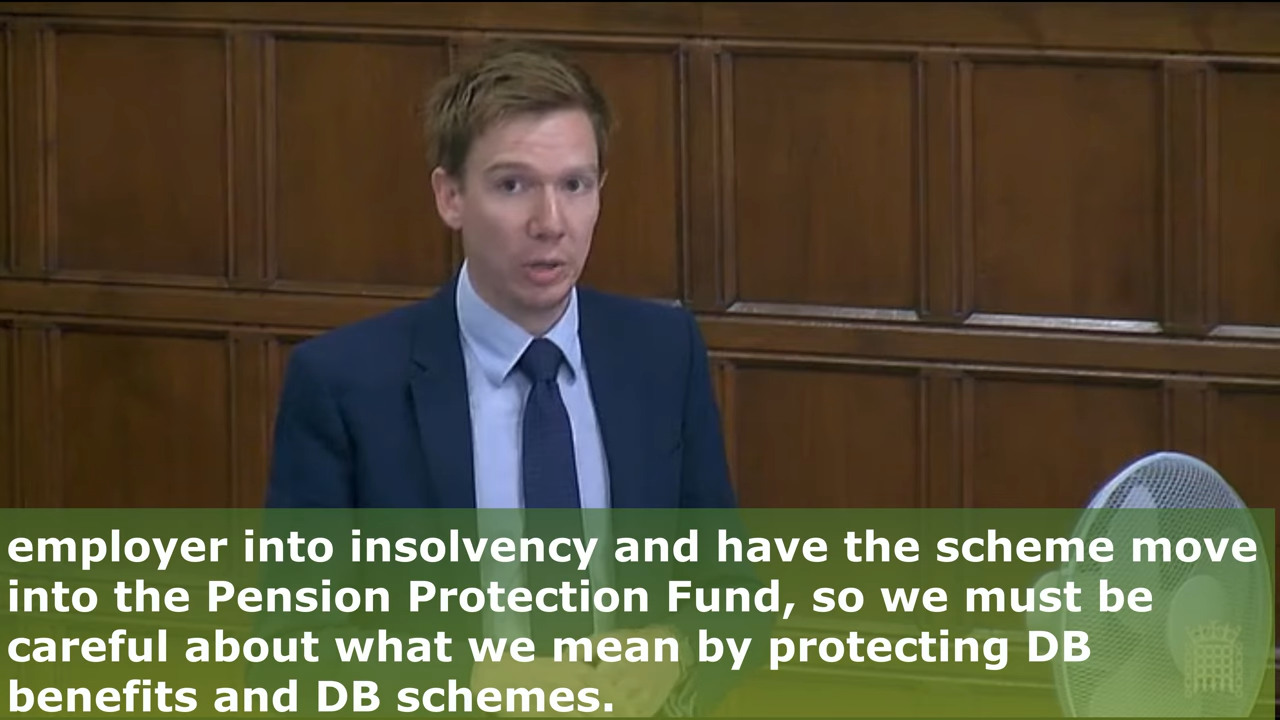 employer into insolvency and have the scheme move
into the Pension Protection Fund, so we must be
careful about what we mean by protecting DB
benefits and DB schemes.